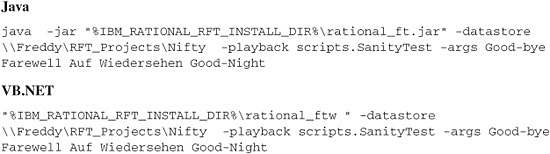 Java
java  -jar "%IBM_RATIONAL_RFT_INSTALL_DIR%\rational_ft.jar" -datastore
\\Freddy\RFT_Projects\Nifty  -playback scripts.SanityTest -args Good-bye
Farewell Auf Wiedersehen Good-Night
VB.NET
"%IBM_RATIONAL_RFT_INSTALL_DIR%\rational_ftw " -datastore
\\Freddy\RFT_Projects\Nifty  -playback scripts.SanityTest -args Good-bye
Farewell Auf Wiedersehen Good-Night